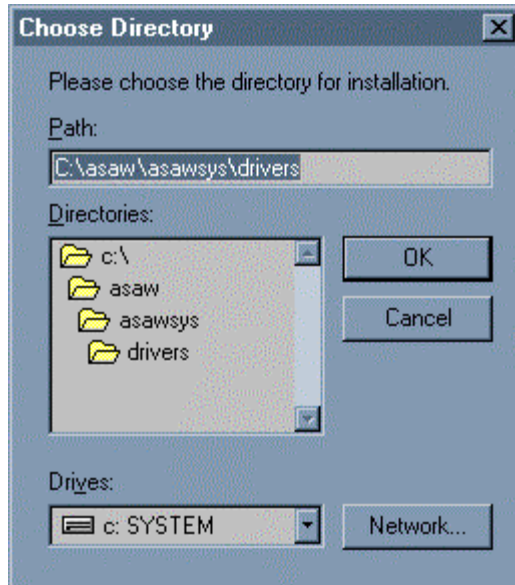 Choose Directory
Please choose the directory for installation.
Path:
C:\asaw\asawsys\drivers
Directories:
c:\
asaw
asawsys
drivers
OK
Cancel
Drives:
c: SYSTEM
Network...